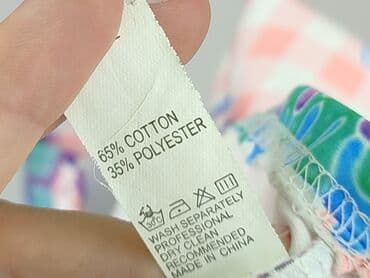 65% COTTON
35% POLYESTER
WASH SEPARATELY
PROFESSIONAL
DRY CLEAN
RECOMMENDED
MADE IN CHINA